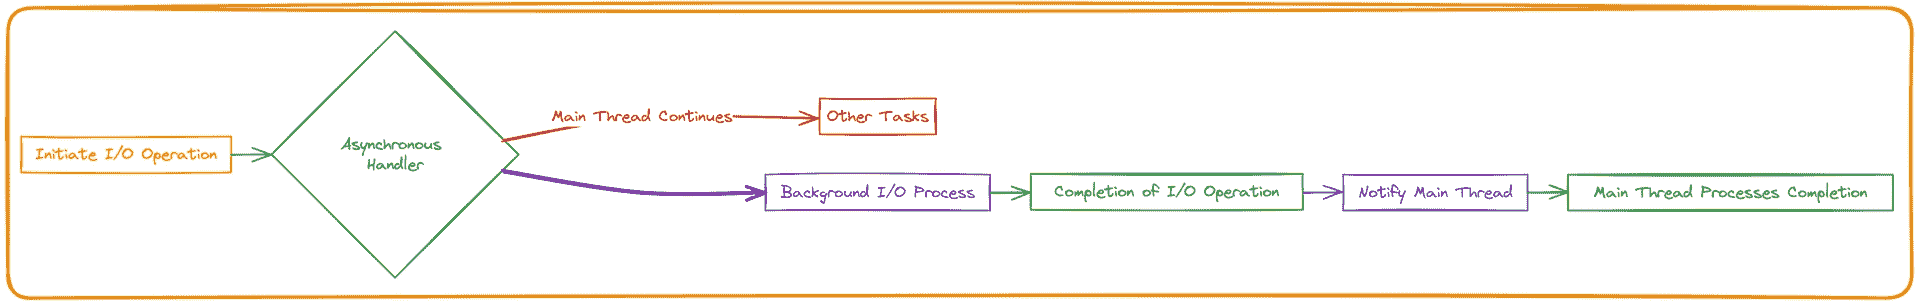 Initiate I/O Operation
Asynchronous
Handler
Main Thread Continues
Other Tasks
Background I/O Process
Completion of I/O Operation
Notify Main Thread
Main Thread Processes Completion